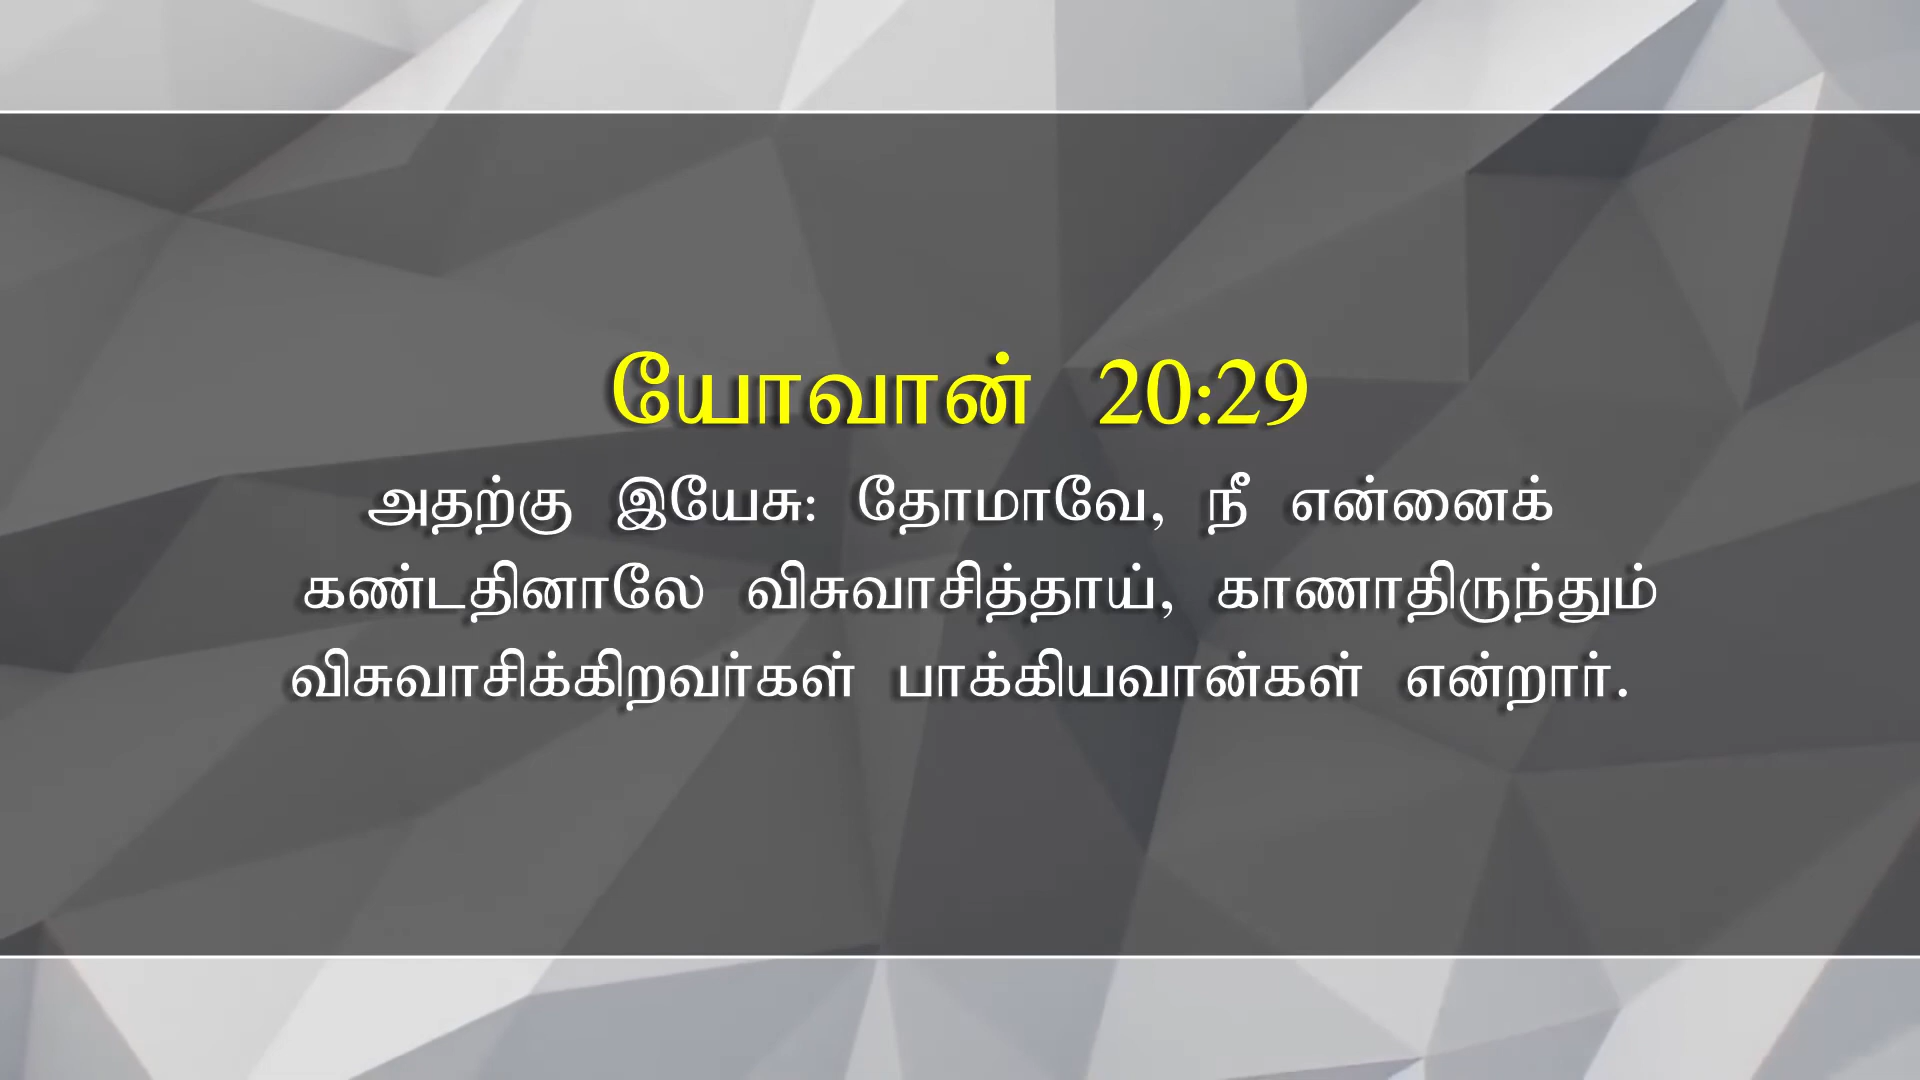 யோவான் 20:29
அதற்கு இயேசு: தோமாவே, நீ என்னைக்
கண்டதினாலே விசுவாசித்தாய், காணாதிருந்தும்
விசுவாசிக்கிறவர்கள் பாக்கியவான்கள் என்றார்.